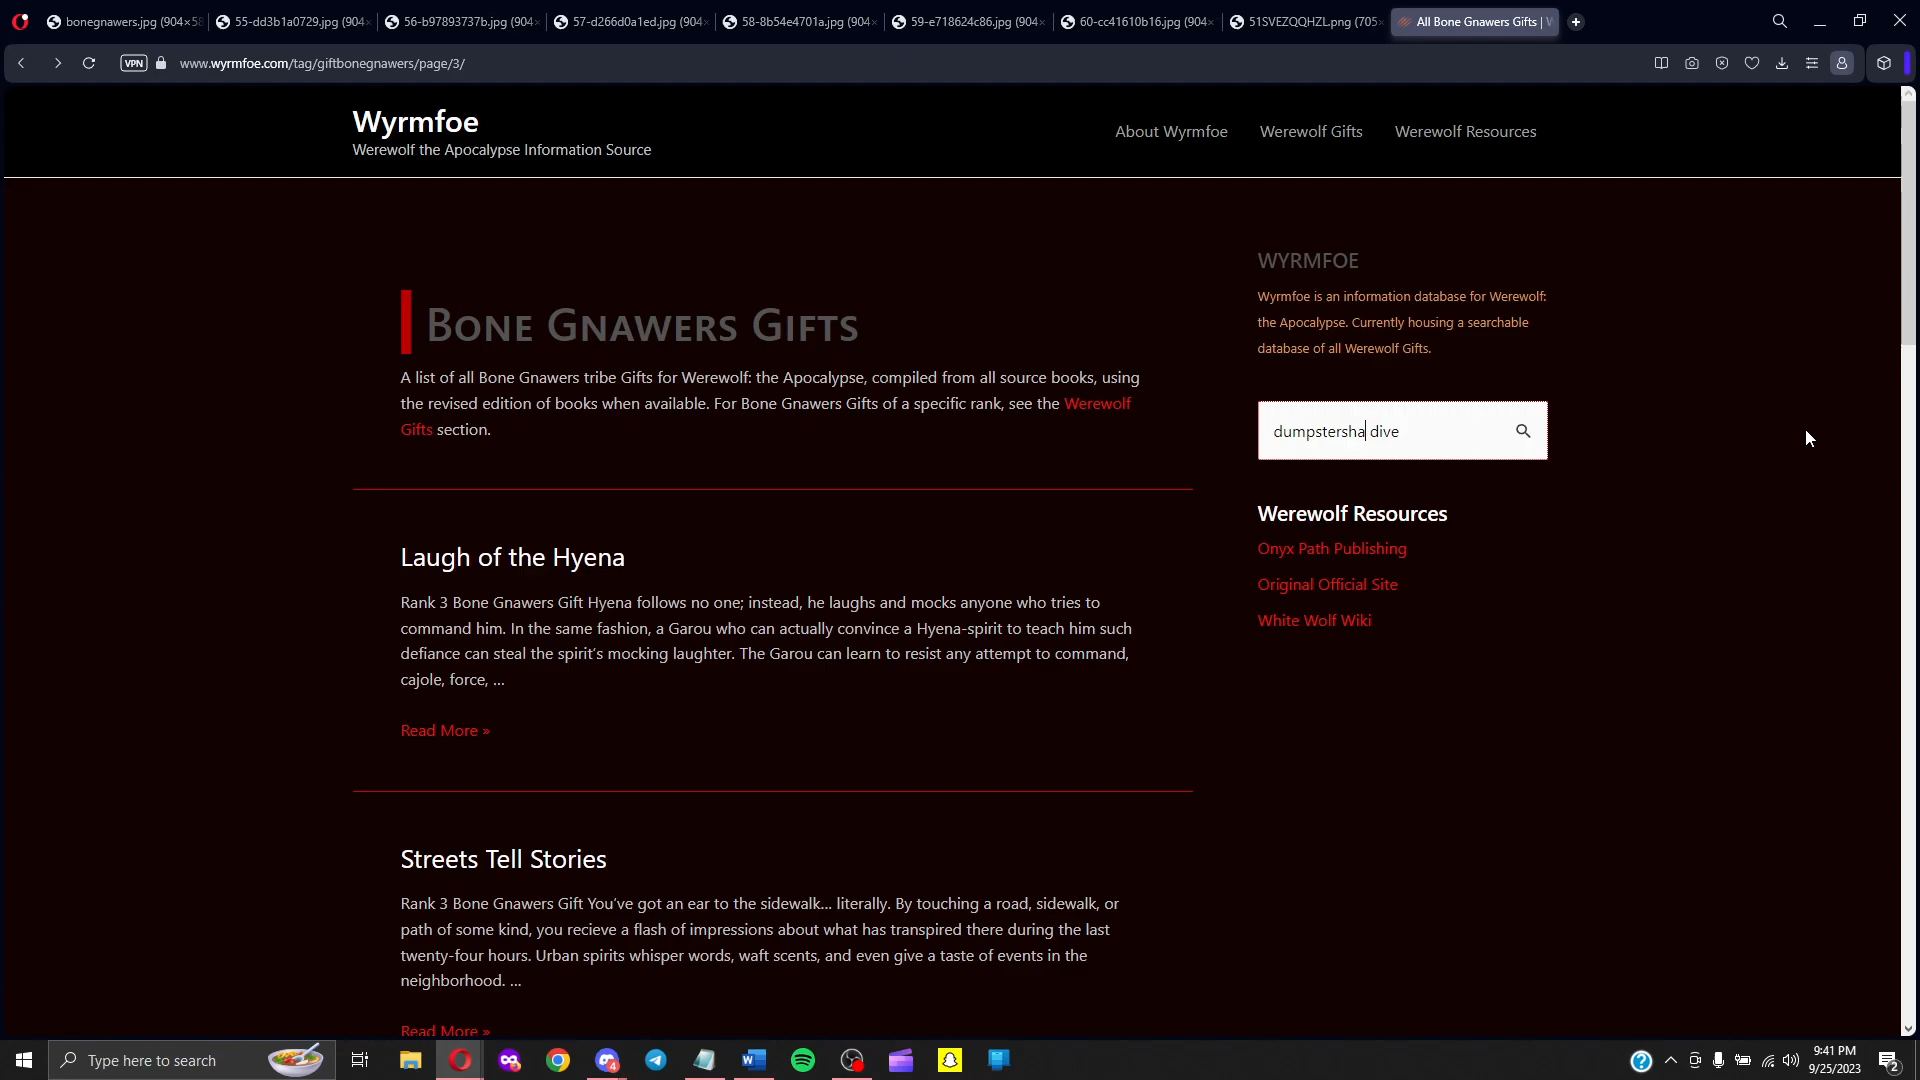 bonegnawers.jpg (904×58
55-dd3b1a0729.jpg (904×
56-b97893737b.jpg (904×
57-d266d0a1ed.jpg (904×
58-8b54e4701a.jpg (904×
59-e718624c86.jpg (904×
60-cc41610b16.jpg (904×
51SVEZQQHZL.png (705×
All Bone Gnawers Gifts | W
VPN
www.wyrmfoe.com/tag/giftbonegnawers/page/3/
Wyrmfoe
Werewolf the Apocalypse Information Source
About Wyrmfoe
Werewolf Gifts
Werewolf Resources
Bone Gnawers Gifts
A list of all Bone Gnawers tribe Gifts for Werewolf: the Apocalypse, compiled from all source books, using
the revised edition of books when available. For Bone Gnawers Gifts of a specific rank, see the Werewolf
Gifts section.
Laugh of the Hyena
Rank 3 Bone Gnawers Gift Hyena follows no one; instead, he laughs and mocks anyone who tries to
command him. In the same fashion, a Garou who can actually convince a Hyena-spirit to teach him such
defiance can steal the spirit's mocking laughter. The Garou can learn to resist any attempt to command,
cajole, force, ...
Read More »
Streets Tell Stories
Rank 3 Bone Gnawers Gift You've got an ear to the sidewalk... literally. By touching a road, sidewalk, or
path of some kind, you recieve a flash of impressions about what has transpired there during the last
twenty-four hours. Urban spirits whisper words, waft scents, and even give a taste of events in the
neighborhood. ...
Read More »
WYRMFOE
Wyrmfoe is an information database for Werewolf:
the Apocalypse. Currently housing a searchable
database of all Werewolf Gifts.
dumpstersha dive
Werewolf Resources
Onyx Path Publishing
Original Official Site
White Wolf Wiki
Type here to search
4
9:41 PM
9/25/2023
2